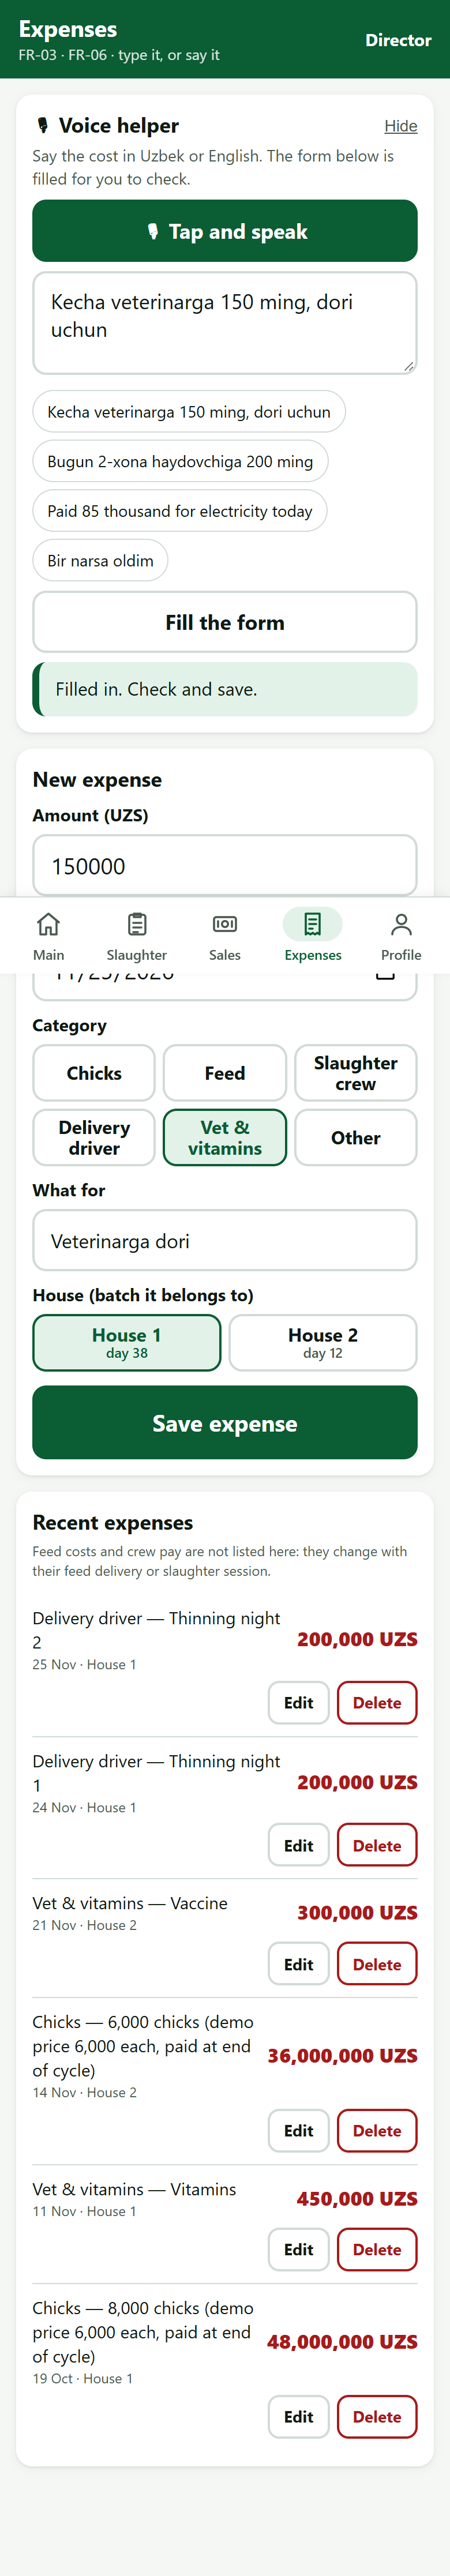 Expenses
FR-03 · FR-06 · type it, or say it
Director
Voice helper
Hide
Say the cost in Uzbek or English. The form below is
filled for you to check.
Tap and speak
Kecha veterinarga 150 ming, dori
uchun
Kecha veterinarga 150 ming, dori uchun
Bugun 2-xona haydovchiga 200 ming
Paid 85 thousand for electricity today
Bir narsa oldim
Fill the form
Filled in. Check and save.
New expense
Amount (UZS)
150000
Main
Slaughter
Sales
Expenses
Profile
Category
Chicks
Feed
Slaughter
crew
Delivery
driver
Vet &
vitamins
Other
What for
Veterinarga dori
House (batch it belongs to)
House 1
day 38
House 2
day 12
Save expense
Recent expenses
Feed costs and crew pay are not listed here: they change with
their feed delivery or slaughter session.
Delivery driver — Thinning night
2
200,000 UZS
25 Nov · House 1
Edit
Delete
Delivery driver — Thinning night
1
200,000 UZS
24 Nov · House 1
Edit
Delete
Vet & vitamins — Vaccine
300,000 UZS
21 Nov · House 2
Edit
Delete
Chicks — 6,000 chicks (demo
price 6,000 each, paid at end
of cycle)
36,000,000 UZS
14 Nov · House 2
Edit
Delete
Vet & vitamins — Vitamins
450,000 UZS
11 Nov · House 1
Edit
Delete
Chicks — 8,000 chicks (demo
price 6,000 each, paid at end
of cycle)
48,000,000 UZS
19 Oct · House 1
Edit
Delete